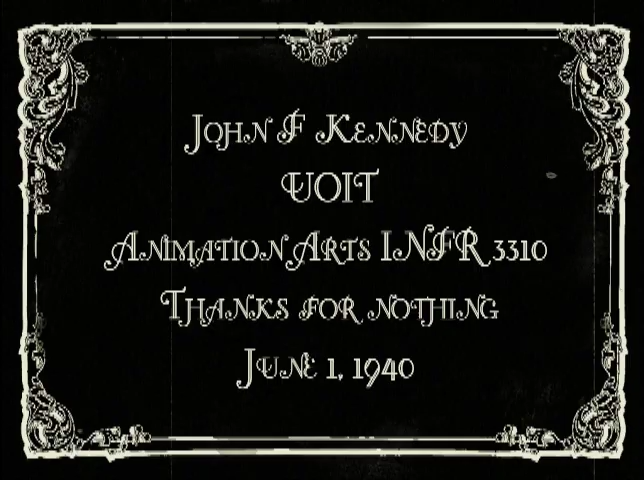 John F Kennedy
UOIT
Animation Arts INFR 3310
Thanks for nothing
June 1, 1940